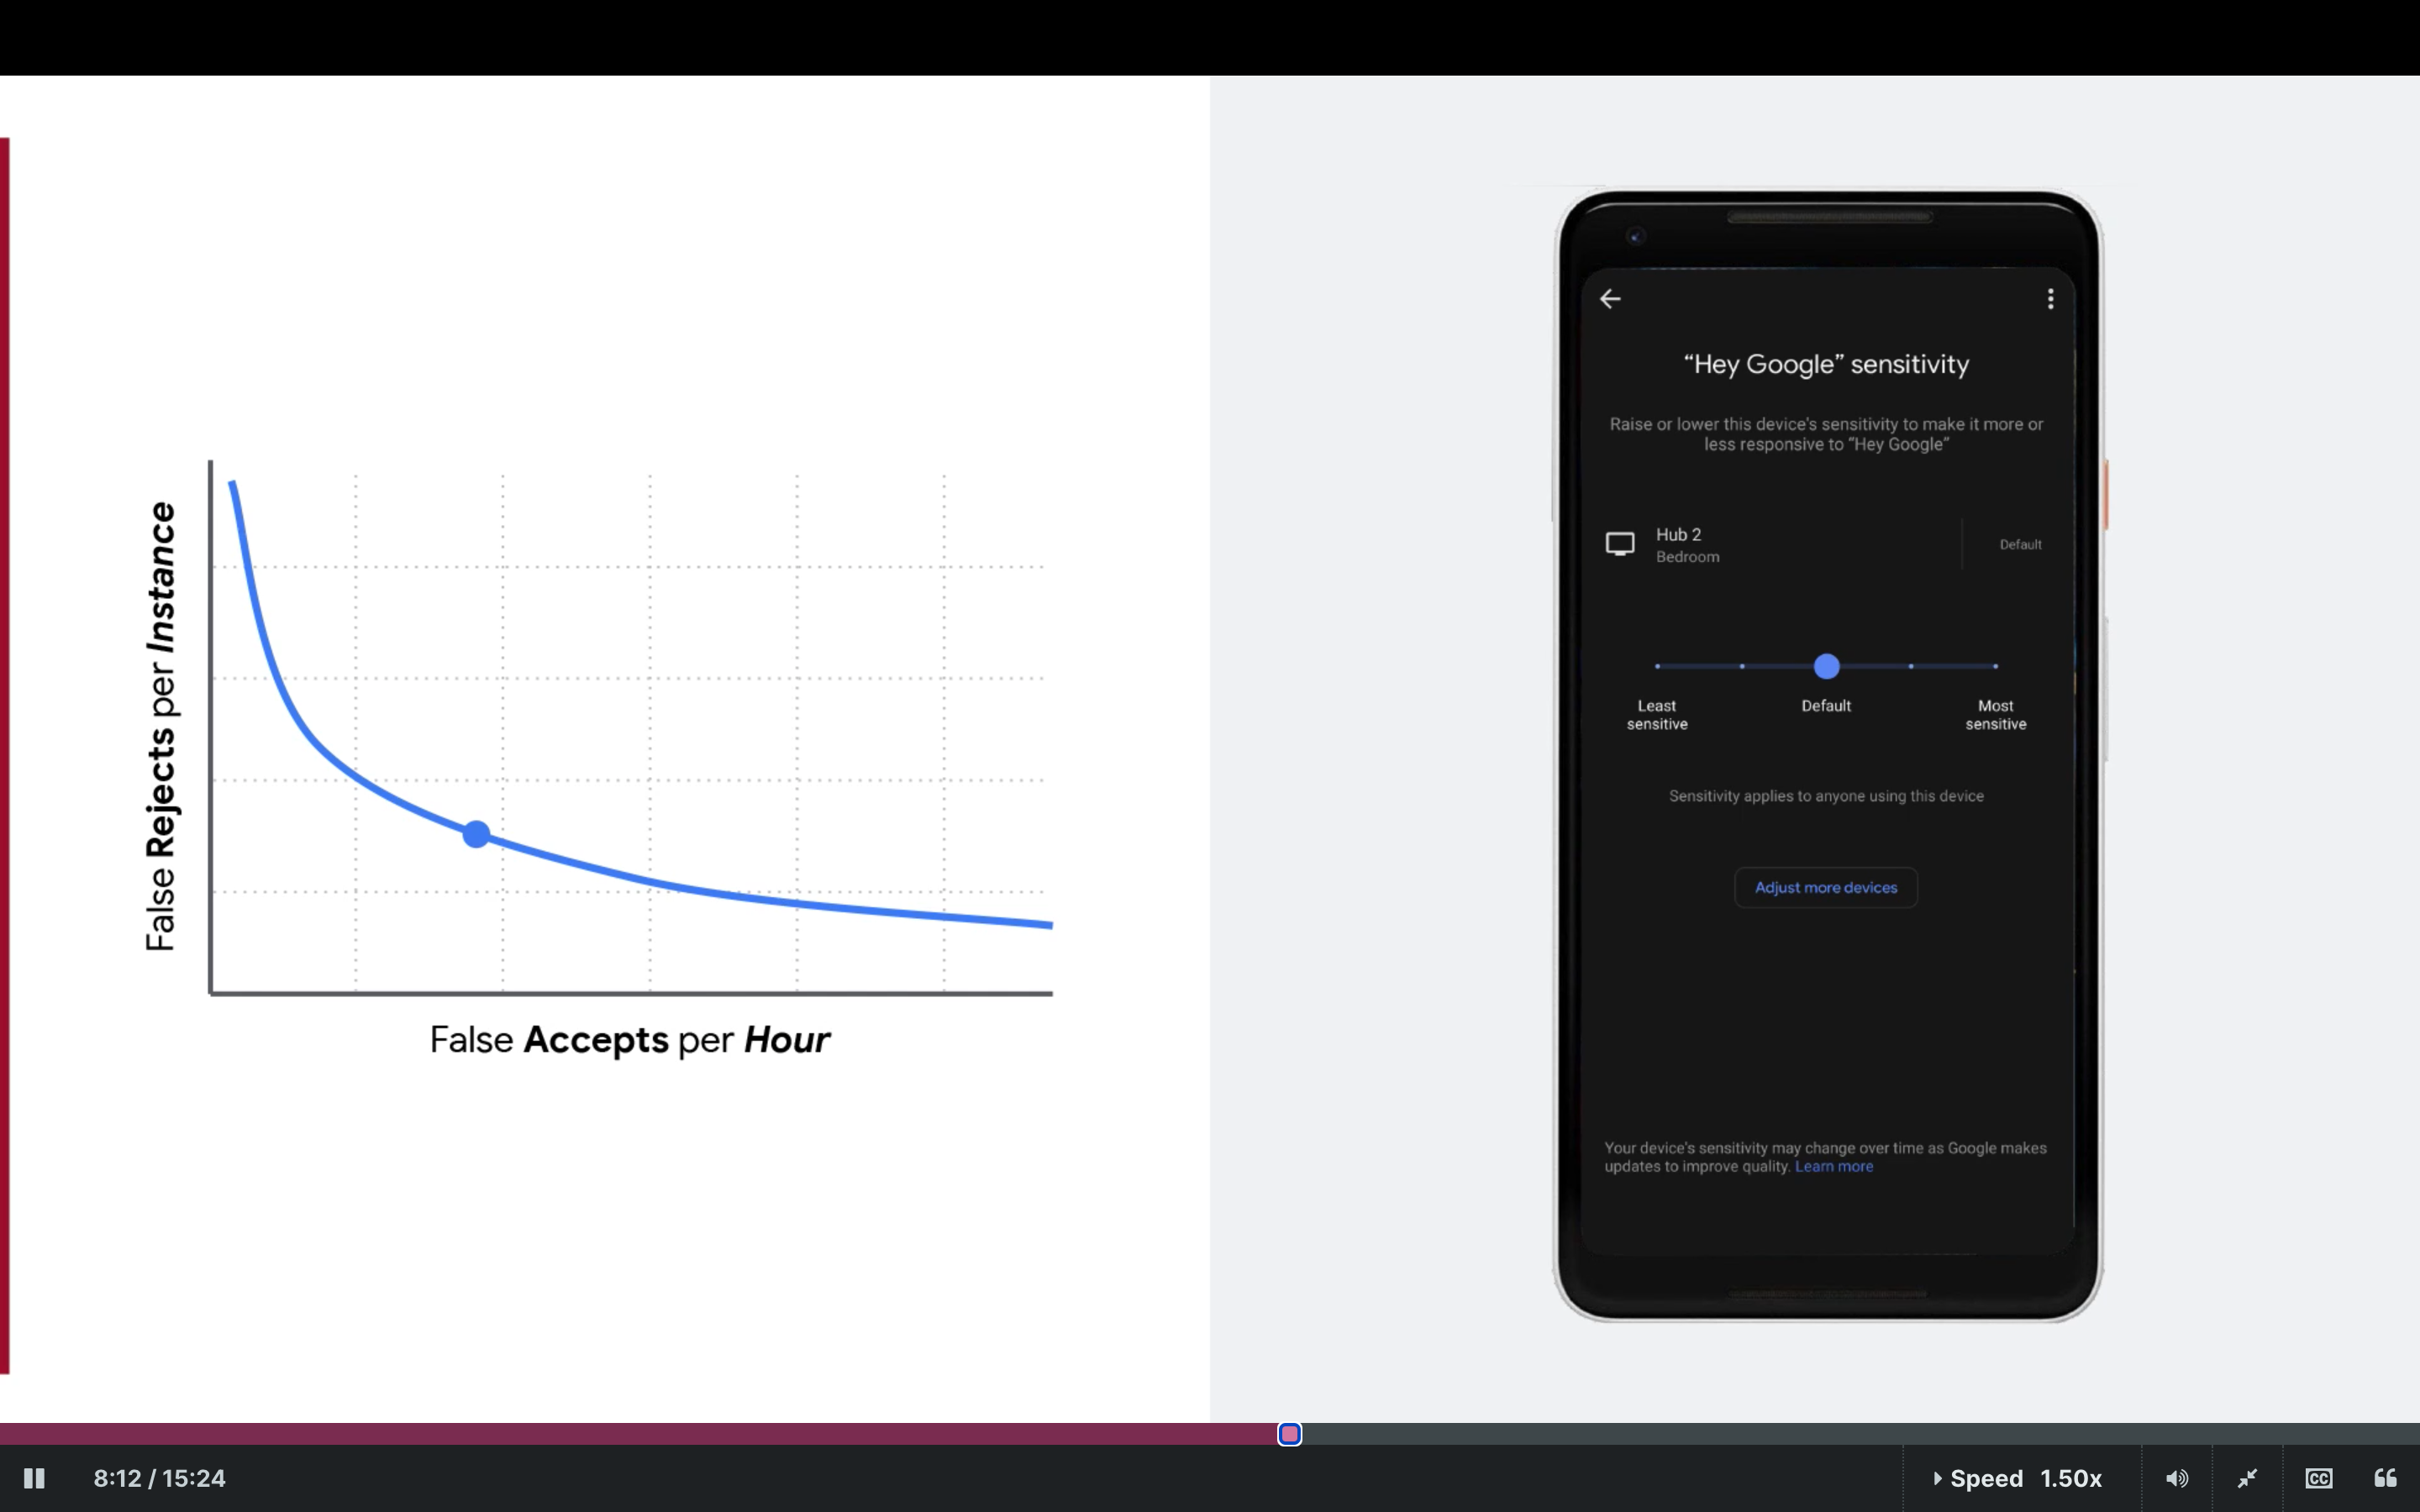 False Rejects per Instance
False Accepts per Hour
“Hey Google” sensitivity
Raise or lower this device's sensitivity to make it more or
less responsive to “Hey Google”
Hub 2
Bedroom
Default
Least
sensitive
Default
Most
sensitive
Sensitivity applies to anyone using this device
Adjust more devices
Your device's sensitivity may change over time as Google makes
updates to improve quality. Learn more
8:12 / 15:24
Speed 1.50x
CC